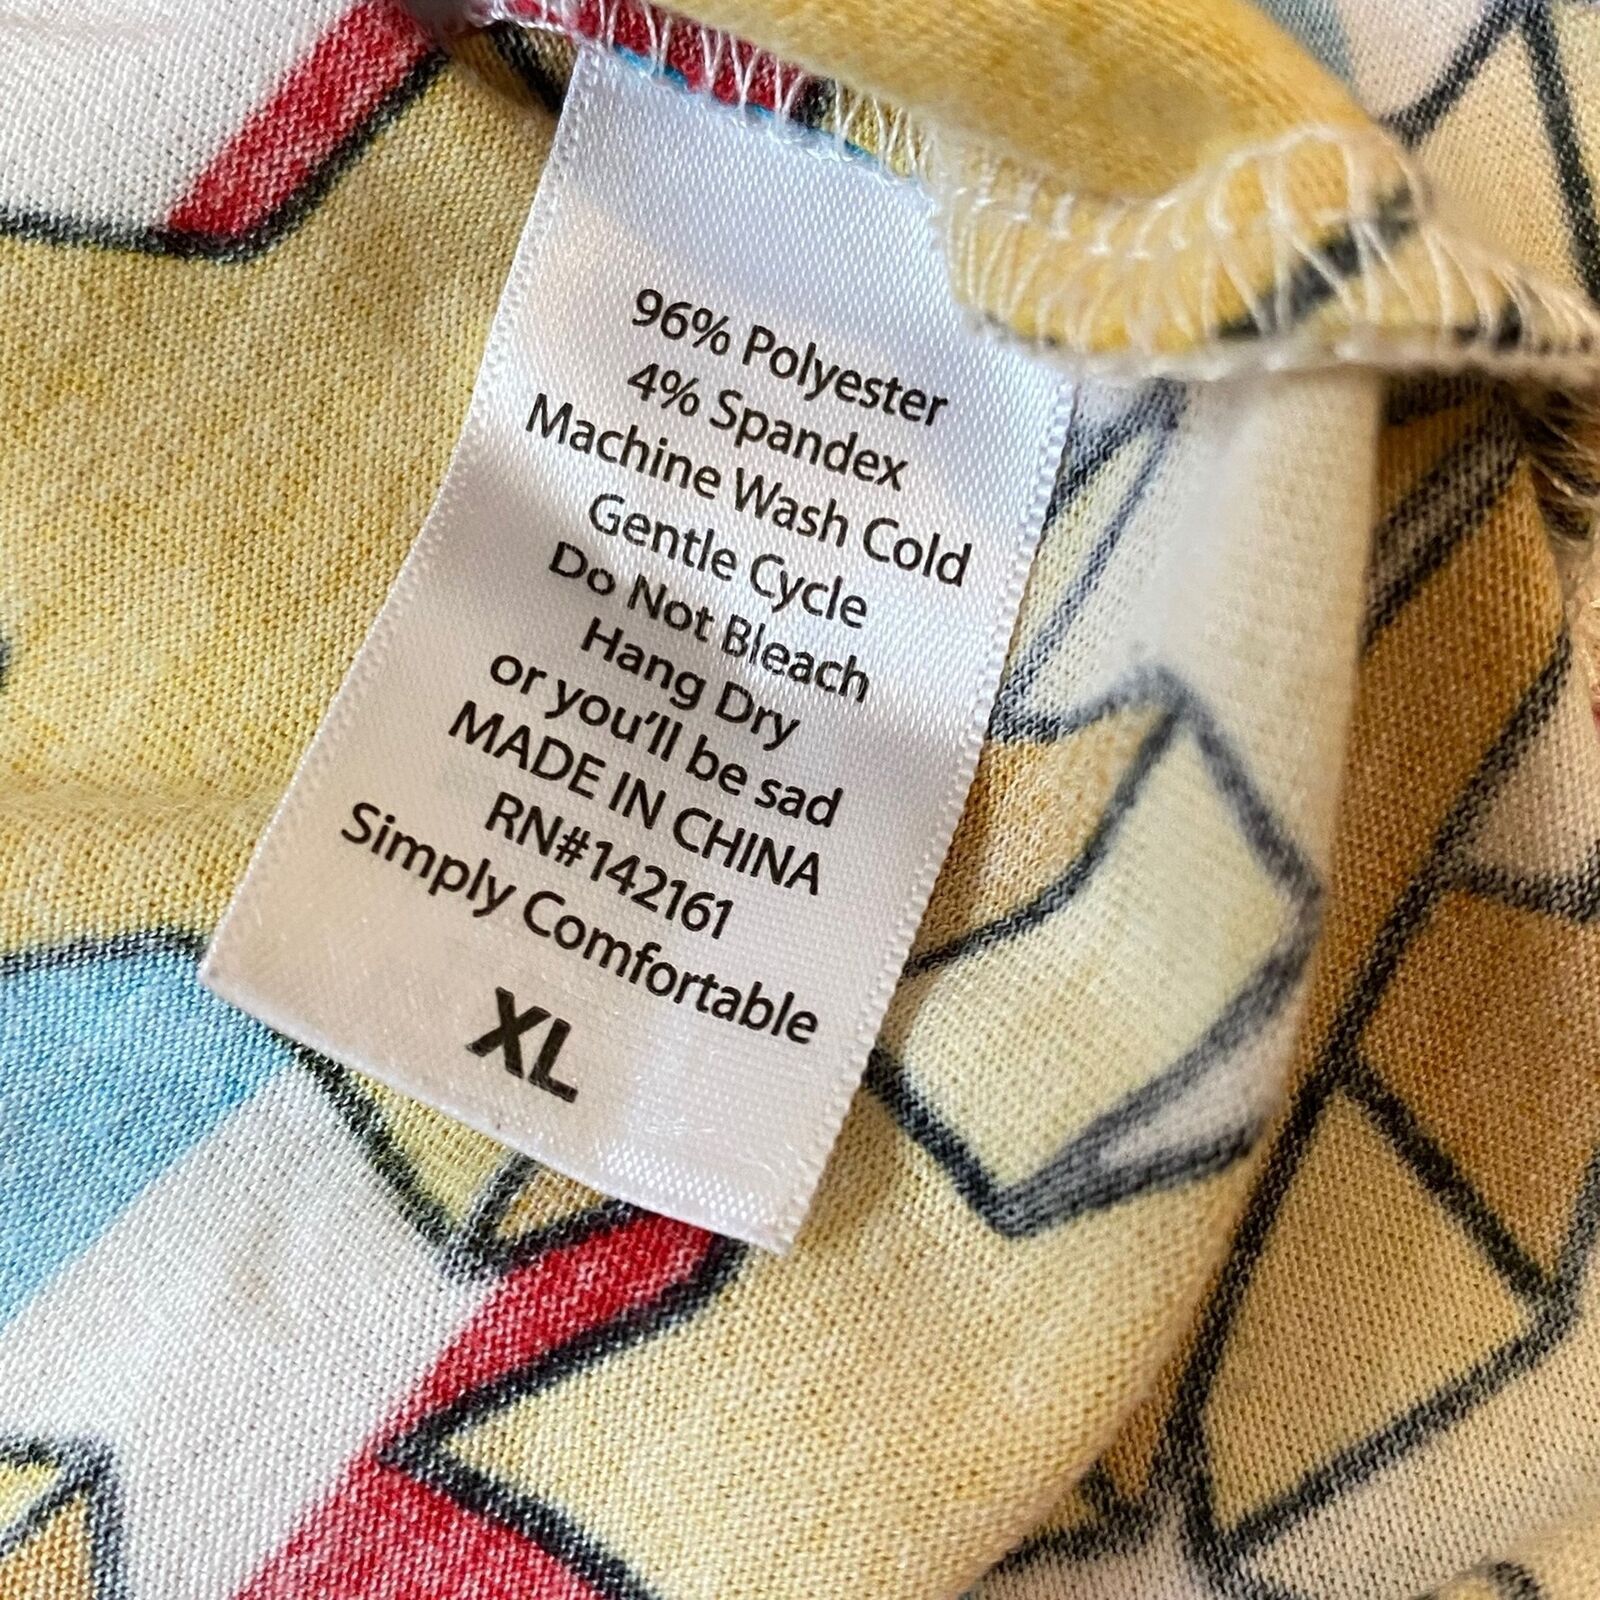 96% Polyester
4% Spandex
Machine Wash Cold
Gentle Cycle
Do Not Bleach
Hang Dry
or you'll be sad
MADE IN CHINA
RN#142161
Simply Comfortable
XL